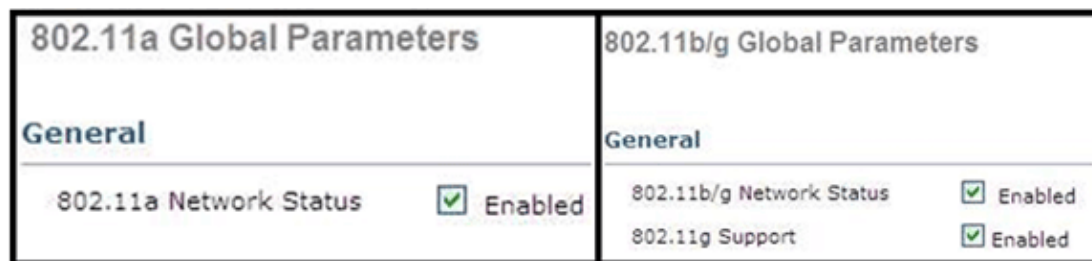 802.11a Global Parameters
General
802.11a Network Status Enabled
802.11b/g Global Parameters
General
802.11b/g Network Status Enabled
802.11g Support Enabled